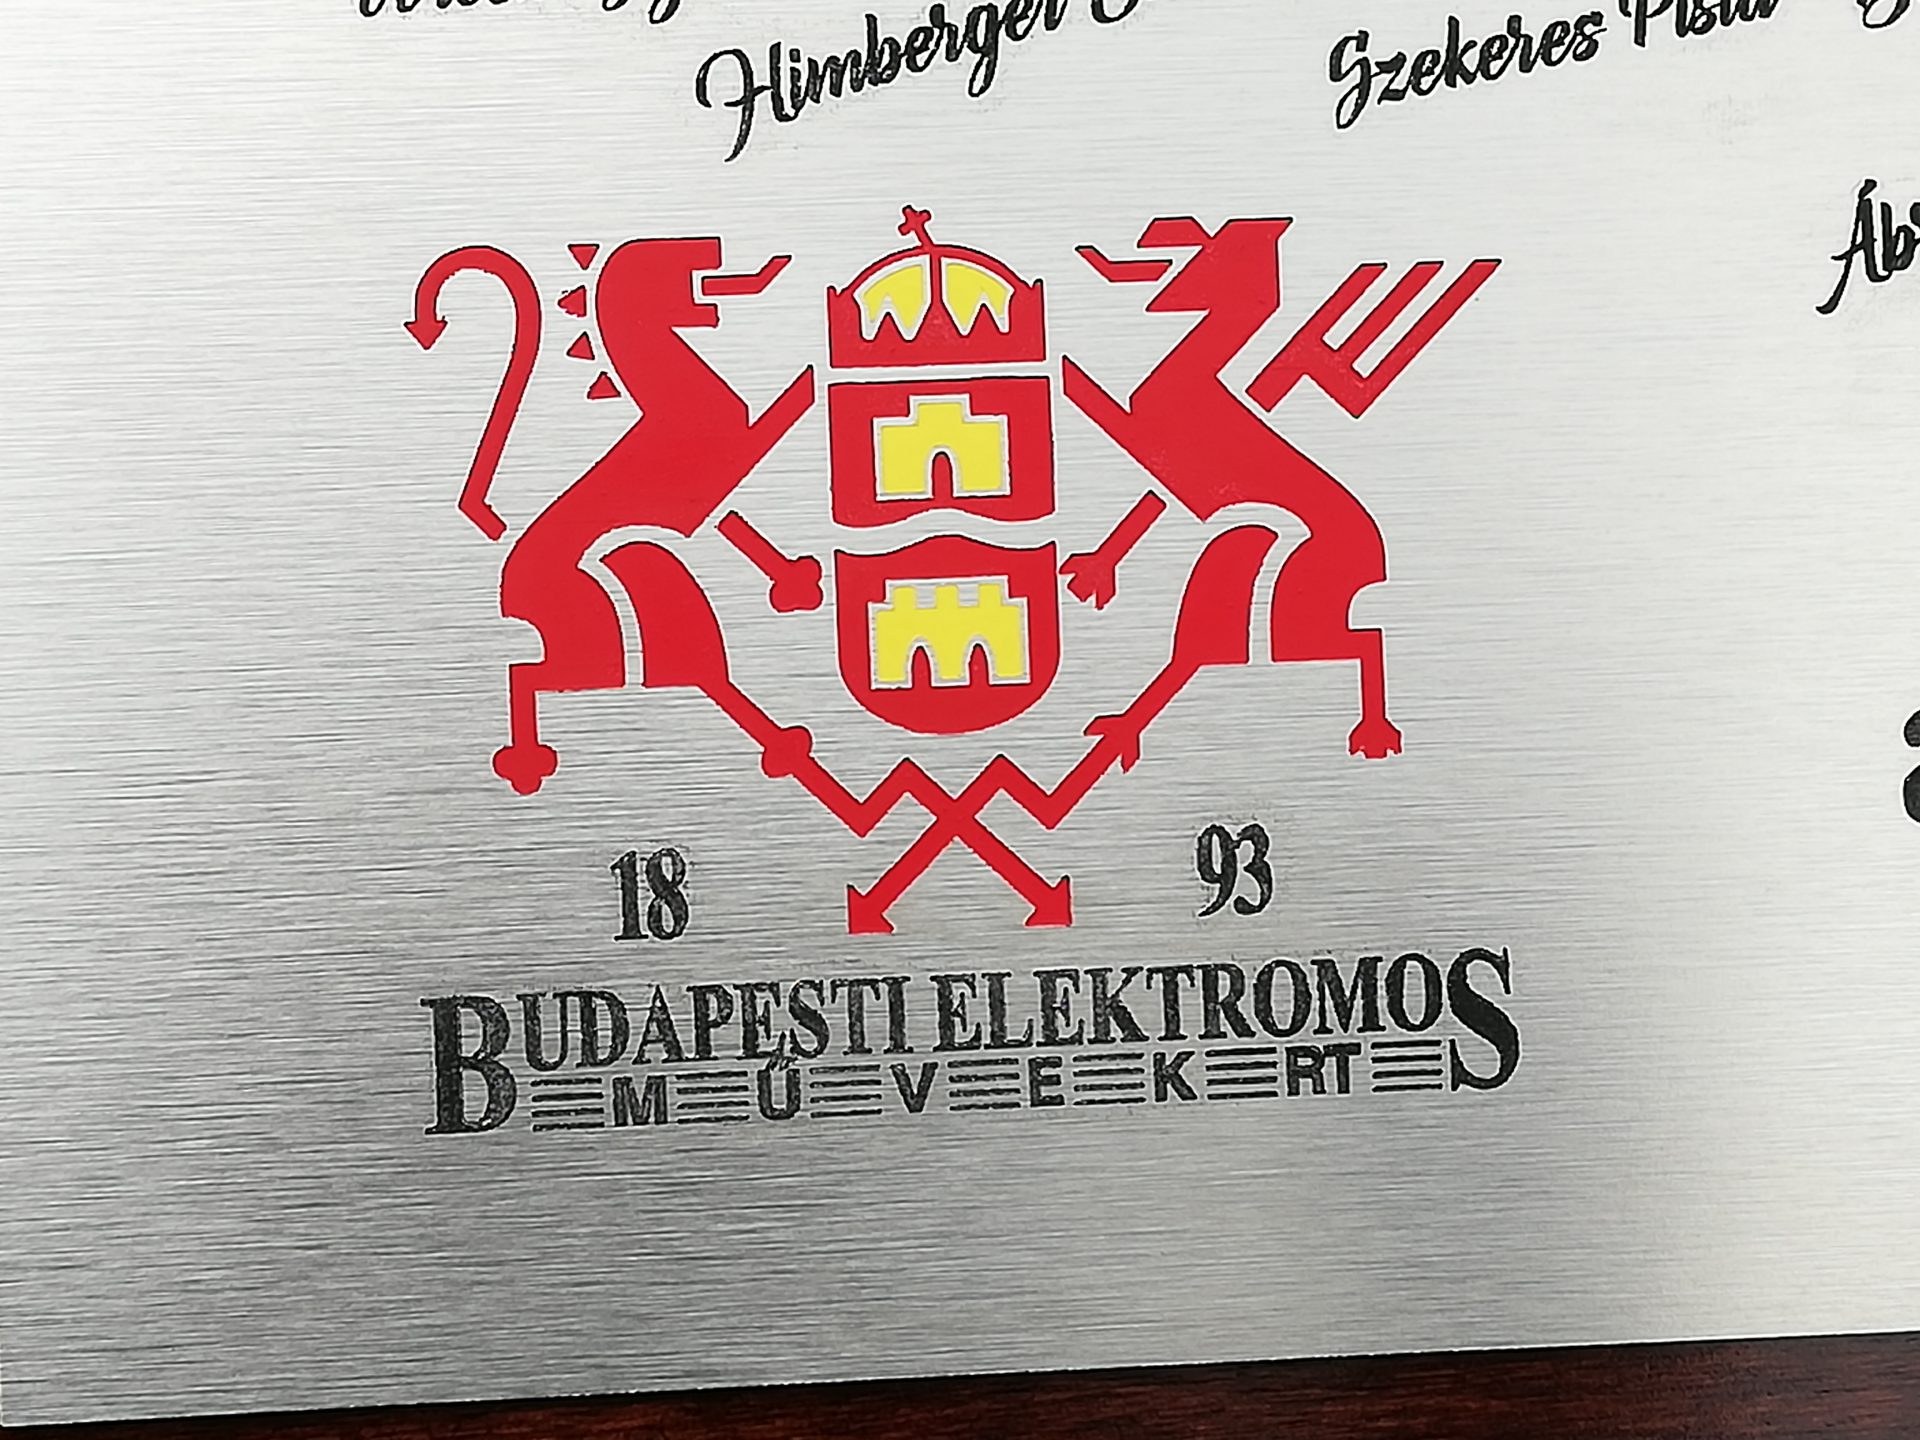 Himberger
Szekeres Pista
18 93
BUDAPESTI ELEKTROMOS
MŰVEK RT